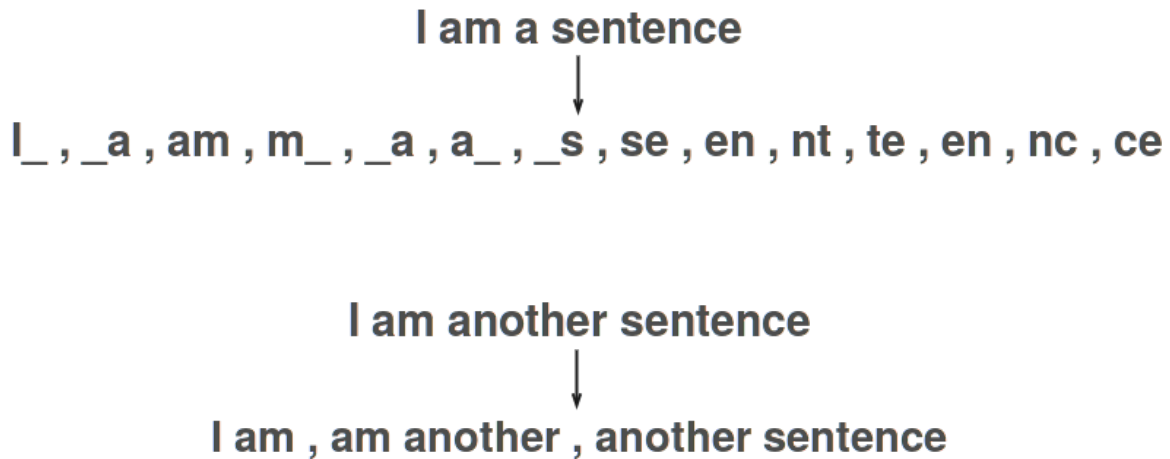 I am a sentence
I_ , _a , am , m_ , _a , a_ , _s , se , en , nt , te , en , nc , ce
I am another sentence
I am , am another , another sentence